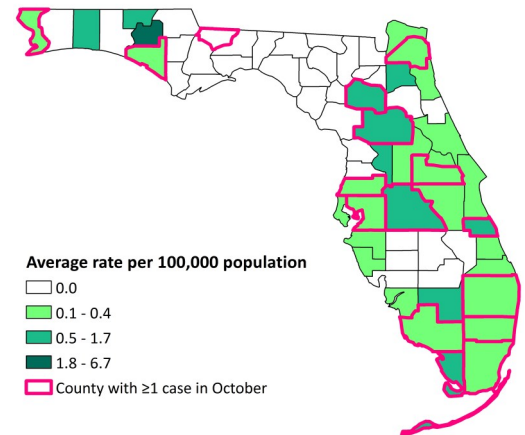 Average rate per 100,000 population
0.0
0.1 - 0.4
0.5 - 1.7
1.8 - 6.7
County with ≥1 case in October